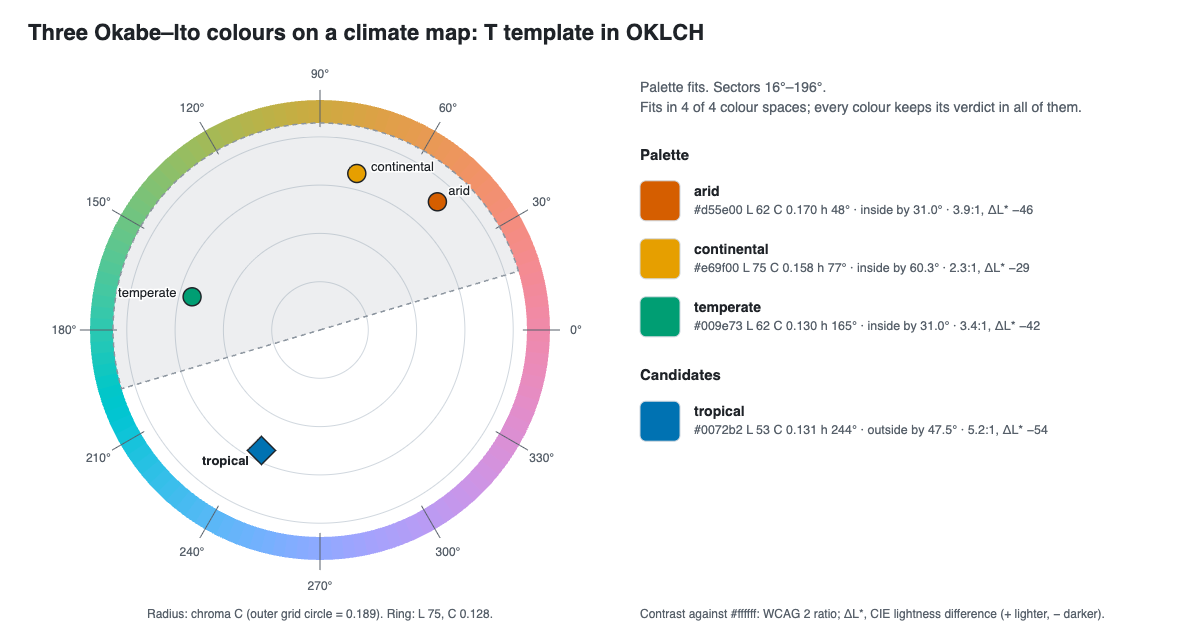 Three Okabe–Ito colours on a climate map: T template in OKLCH
90°
120°
60°
150°
30°
180°
0°
210°
330°
240°
300°
270°
continental
arid
temperate
tropical
Radius: chroma C (outer grid circle = 0.189). Ring: L 75, C 0.128.
Palette fits. Sectors 16°–196°.
Fits in 4 of 4 colour spaces; every colour keeps its verdict in all of them.
Palette
arid
#d55e00 L 62 C 0.170 h 48° · inside by 31.0° · 3.9:1, ΔL* −46
continental
#e69f00 L 75 C 0.158 h 77° · inside by 60.3° · 2.3:1, ΔL* −29
temperate
#009e73 L 62 C 0.130 h 165° · inside by 31.0° · 3.4:1, ΔL* −42
Candidates
tropical
#0072b2 L 53 C 0.131 h 244° · outside by 47.5° · 5.2:1, ΔL* −54
Contrast against #ffffff: WCAG 2 ratio; ΔL*, CIE lightness difference (+ lighter, − darker).